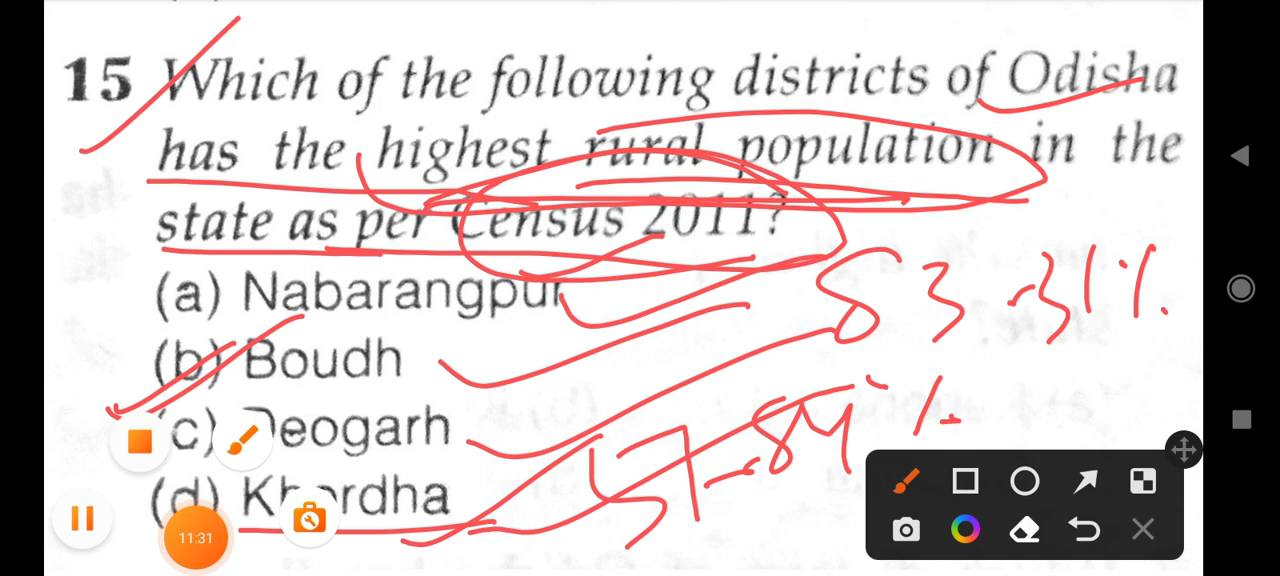 15 Which of the following districts of Odisha
has the highest rural population in the
state as per Census 2011?
(a) Nabarangpur
(b) Boudh
(c) Deogarh
(d) Khordha
83.31%.
57.84%
11:31